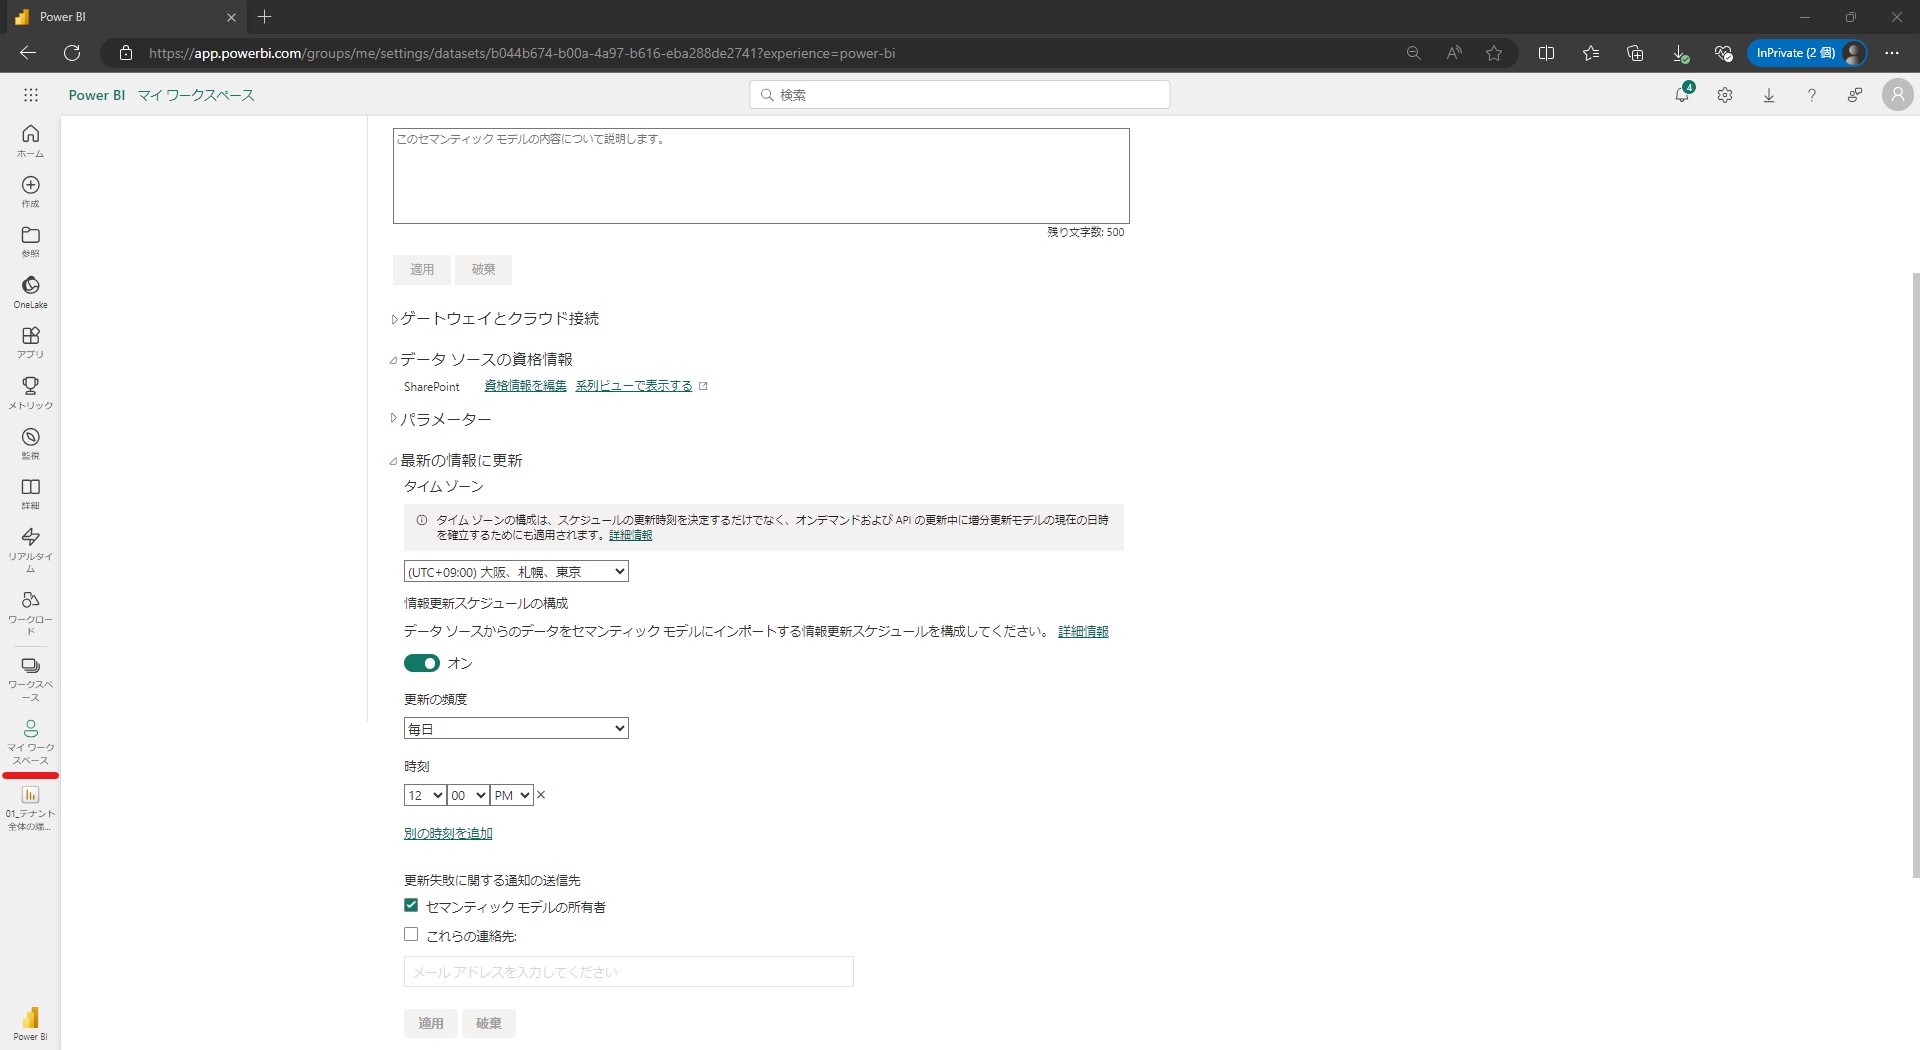 Power BI
https://app.powerbi.com/groups/me/settings/datasets/b044b674-b00a-4a97-b616-eba288de2741?experience=power-bi
InPrivate (2 個)
Power BI マイ ワークスペース
検索
4
ホーム
作成
参照
OneLake
アプリ
メトリック
監視
詳細
リアルタイ
ム
ワークロー
ド
ワークスペ
ース
マイ ワーク
スペース
01_テナント
全体の端...
Power BI
このセマンティック モデルの内容について説明します。
残り文字数: 500
適用 破棄
ゲートウェイとクラウド接続
データ ソースの資格情報
SharePoint 資格情報を編集 系列ビューで表示する
パラメーター
最新の情報に更新
タイム ゾーン
タイム ゾーンの構成は、スケジュールの更新時刻を決定するだけでなく、オンデマンドおよび API の更新中に増分更新モデルの現在の日時
を確立するためにも適用されます。詳細情報
(UTC+09:00) 大阪、札幌、東京
情報更新スケジュールの構成
データ ソースからのデータをセマンティック モデルにインポートする情報更新スケジュールを構成してください。 詳細情報
オン
更新の頻度
毎日
時刻
12 00 PM
別の時刻を追加
更新失敗に関する通知の送信先
セマンティック モデルの所有者
これらの連絡先:
メール アドレスを入力してください
適用 破棄